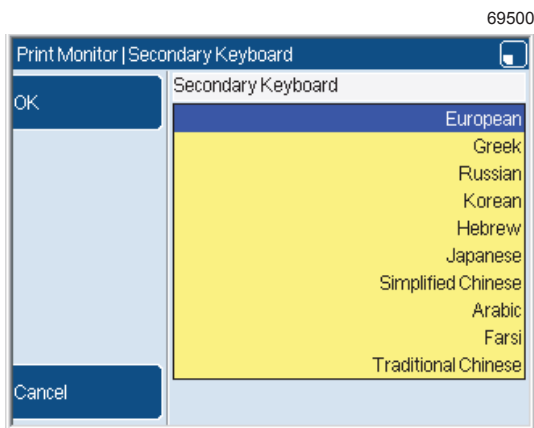 69500
Print Monitor | Secondary Keyboard
Secondary Keyboard
OK
European
Greek
Russian
Korean
Hebrew
Japanese
Simplified Chinese
Arabic
Farsi
Traditional Chinese
Cancel